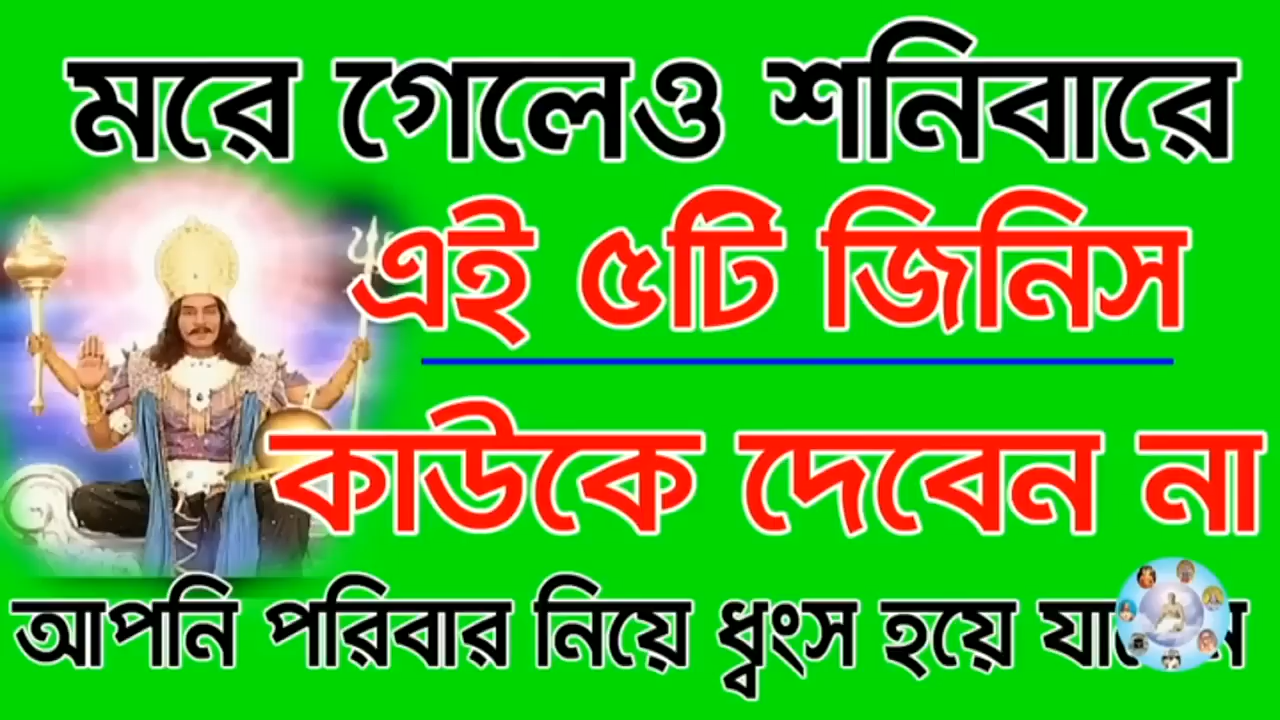 মরে গেলেও শনিবারে
এই ৫টি জিনিস
কাউকে দেবেন না
আপনি পরিবার নিয়ে ধ্বংস হয়ে